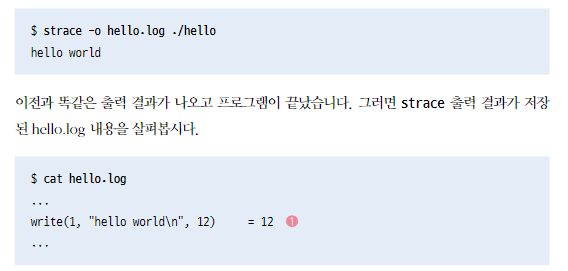 $ strace -o hello.log ./hello
hello world
이전과 똑같은 출력 결과가 나오고 프로그램이 끝났습니다. 그러면 strace 출력 결과가 저장
된 hello.log 내용을 살펴봅시다.
$ cat hello.log
...
write(1, "hello world\n", 12)     = 12  ❶
...